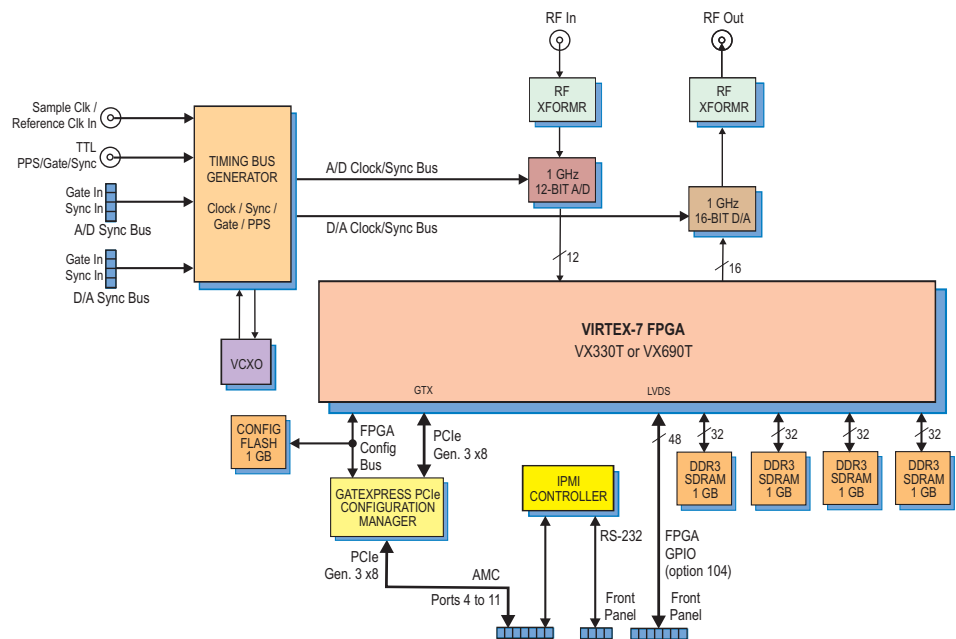 RF In
RF Out
RF
XFORMR
RF
XFORMR
Sample Clk /
Reference Clk In
TTL
PPS/Gate/Sync
Gate In
Sync In
A/D Sync Bus
Gate In
Sync In
D/A Sync Bus
TIMING BUS
GENERATOR
Clock / Sync /
Gate / PPS
A/D Clock/Sync Bus
D/A Clock/Sync Bus
1 GHz
12-BIT A/D
1 GHz
16-BIT D/A
12
16
VCXO
VIRTEX-7 FPGA
VX330T or VX690T
GTX
LVDS
CONFIG
FLASH
1 GB
FPGA
Config
Bus
PCIe
Gen. 3 x8
48
32
32
32
32
DDR3
SDRAM
1 GB
DDR3
SDRAM
1 GB
DDR3
SDRAM
1 GB
DDR3
SDRAM
1 GB
GATEXPRESS PCIe
CONFIGURATION
MANAGER
IPMI
CONTROLLER
RS-232
FPGA
GPIO
(option 104)
PCIe
Gen. 3 x8
AMC
Ports 4 to 11
Front
Panel
Front
Panel